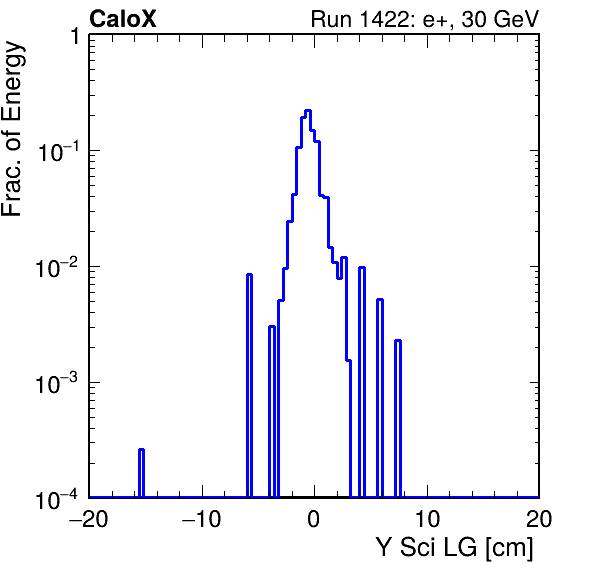 CaloX Run 1422: e+, 30 GeV
Frac. of Energy
1
10⁻¹
10⁻²
10⁻³
10⁻⁴
−20 −10 0 10 20
Y Sci LG [cm]